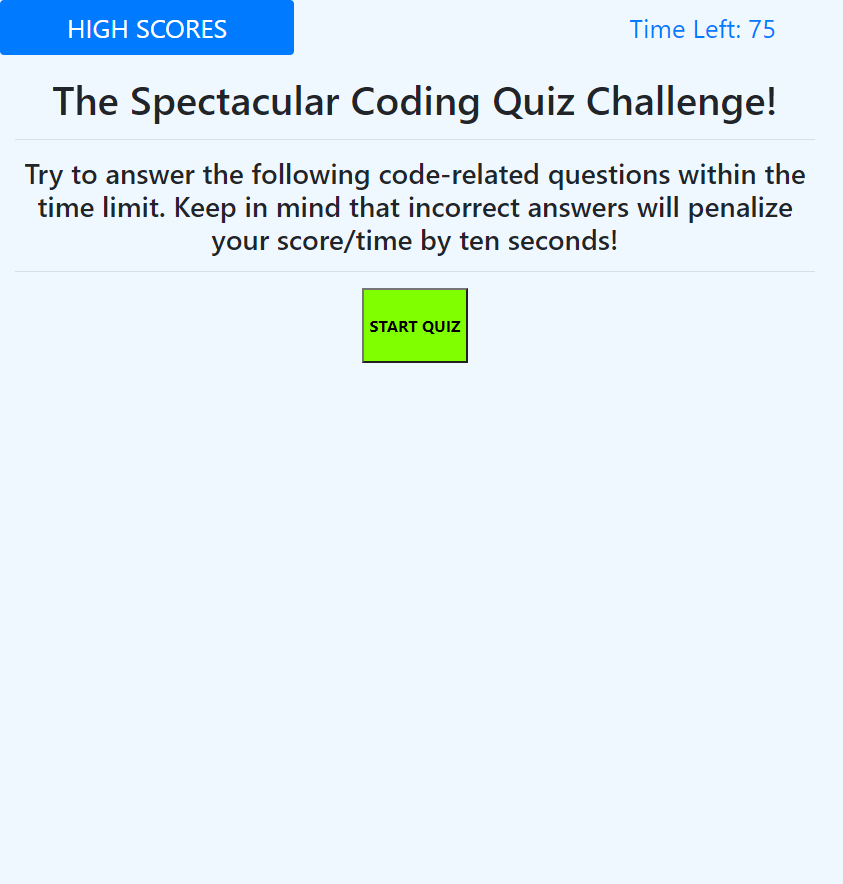 HIGH SCORES
Time Left: 75
The Spectacular Coding Quiz Challenge!
Try to answer the following code-related questions within the
time limit. Keep in mind that incorrect answers will penalize
your score/time by ten seconds!
START QUIZ